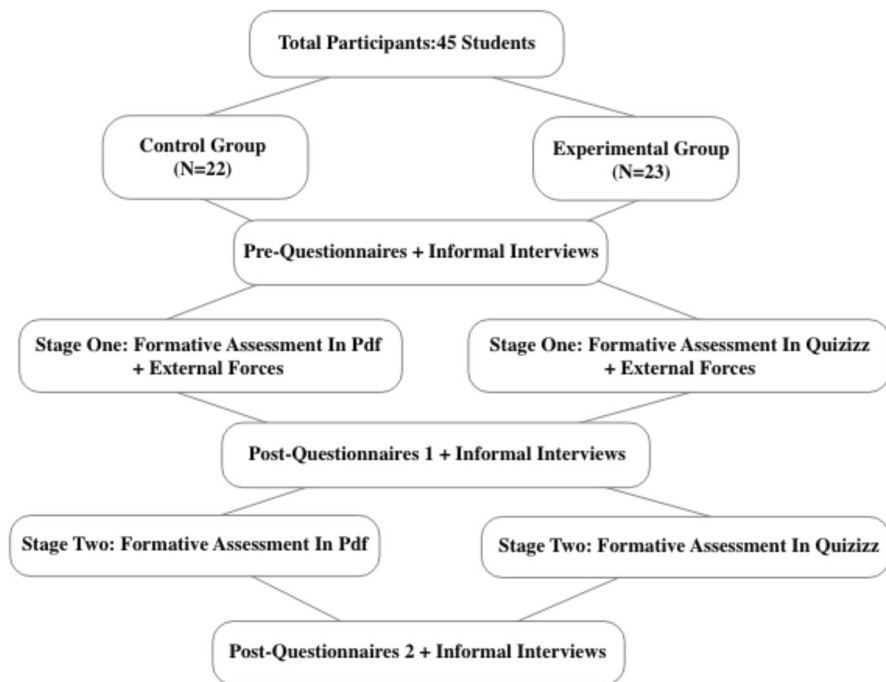 Total Participants:45 Students
Control Group
(N=22)
Experimental Group
(N=23)
Pre-Questionnaires + Informal Interviews
Stage One: Formative Assessment In Pdf
+ External Forces
Stage One: Formative Assessment In Quizizz
+ External Forces
Post-Questionnaires 1 + Informal Interviews
Stage Two: Formative Assessment In Pdf
Stage Two: Formative Assessment In Quizizz
Post-Questionnaires 2 + Informal Interviews